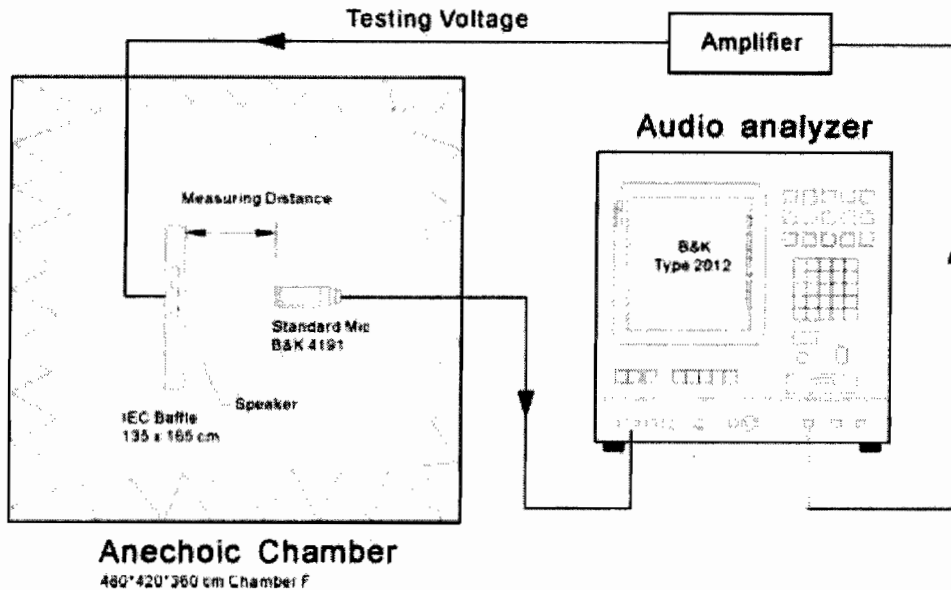 Testing Voltage
Amplifier
Audio analyzer
Measuring Distance
B&K
Type 2012
Standard Mic
B&K 4191
Speaker
IEC Baffle
135 x 165 cm
Anechoic Chamber
480*420*360 cm Chamber F